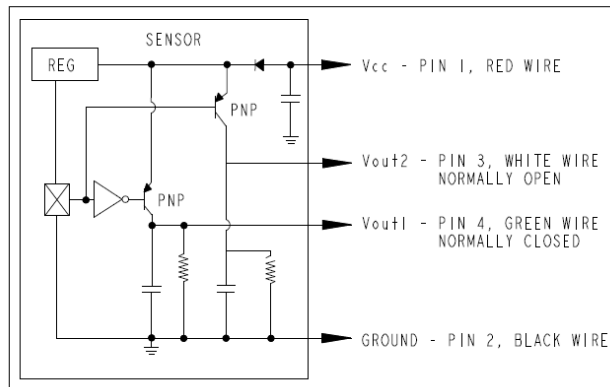 SENSOR
REG
Vcc - PIN 1, RED WIRE
PNP
Vout2 - PIN 3, WHITE WIRE
NORMALLY OPEN
PNP
Vout1 - PIN 4, GREEN WIRE
NORMALLY CLOSED
GROUND - PIN 2, BLACK WIRE